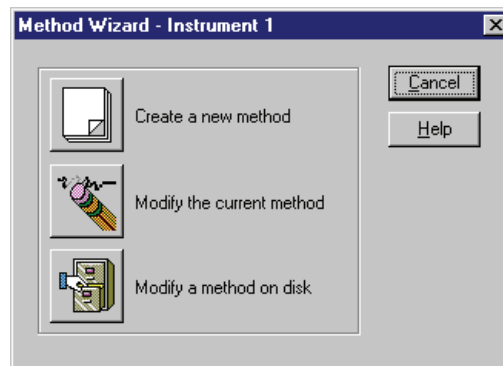 Method Wizard - Instrument 1
Create a new method
Modify the current method
Modify a method on disk
Cancel
Help